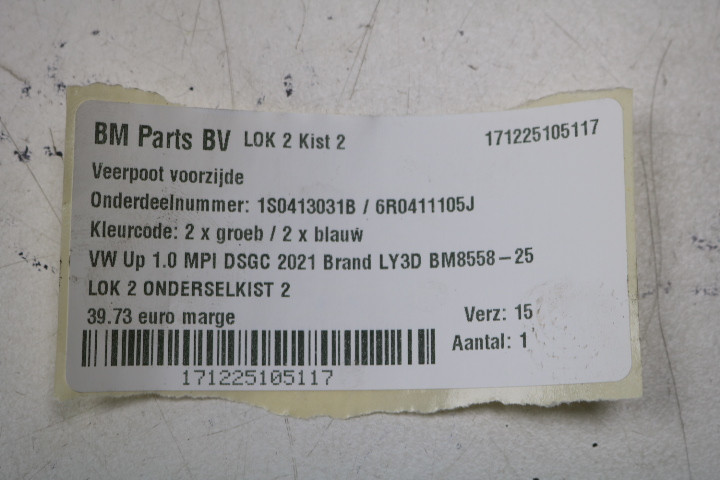 BM Parts BV LOK 2 Kist 2 171225105117
Veerpoot voorzijde
Onderdeelnummer: 1S0413031B / 6R0411105J
Kleurcode: 2 x groeb / 2 x blauw
VW Up 1.0 MPI DSGC 2021 Brand LY3D BM8558-25
LOK 2 ONDERSELKIST 2
39.73 euro marge Verz: 15
Aantal: 1
171225105117